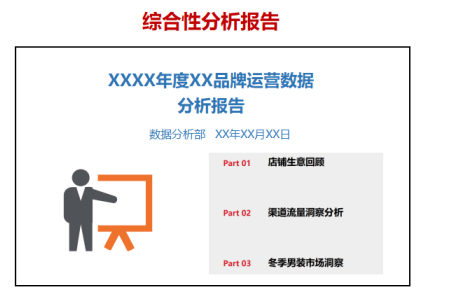 综合性分析报告
XXXX年度XX品牌运营数据
分析报告
数据分析部 XX年XX月XX日
Part 01 店铺生意回顾
Part 02 渠道流量洞察分析
Part 03 冬季男装市场洞察